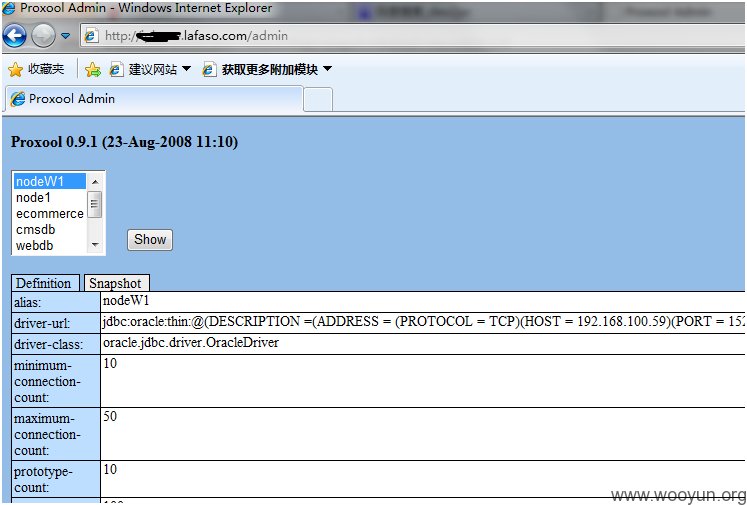 Proxool Admin - Windows Internet Explorer
http://
.lafaso.com/admin
收藏夹 建议网站 获取更多附加模块
Proxool Admin
Proxool 0.9.1 (23-Aug-2008 11:10)
nodeW1
node1
ecommerce
cmsdb
webdb
Show
Definition Snapshot
alias: nodeW1
driver-url: jdbc:oracle:thin:@(DESCRIPTION =(ADDRESS = (PROTOCOL = TCP)(HOST = 192.168.100.59)(PORT = 152
driver-class: oracle.jdbc.driver.OracleDriver
minimum- 10
connection-
count:
maximum- 50
connection-
count:
prototype- 10
count:
www.wooyun.org